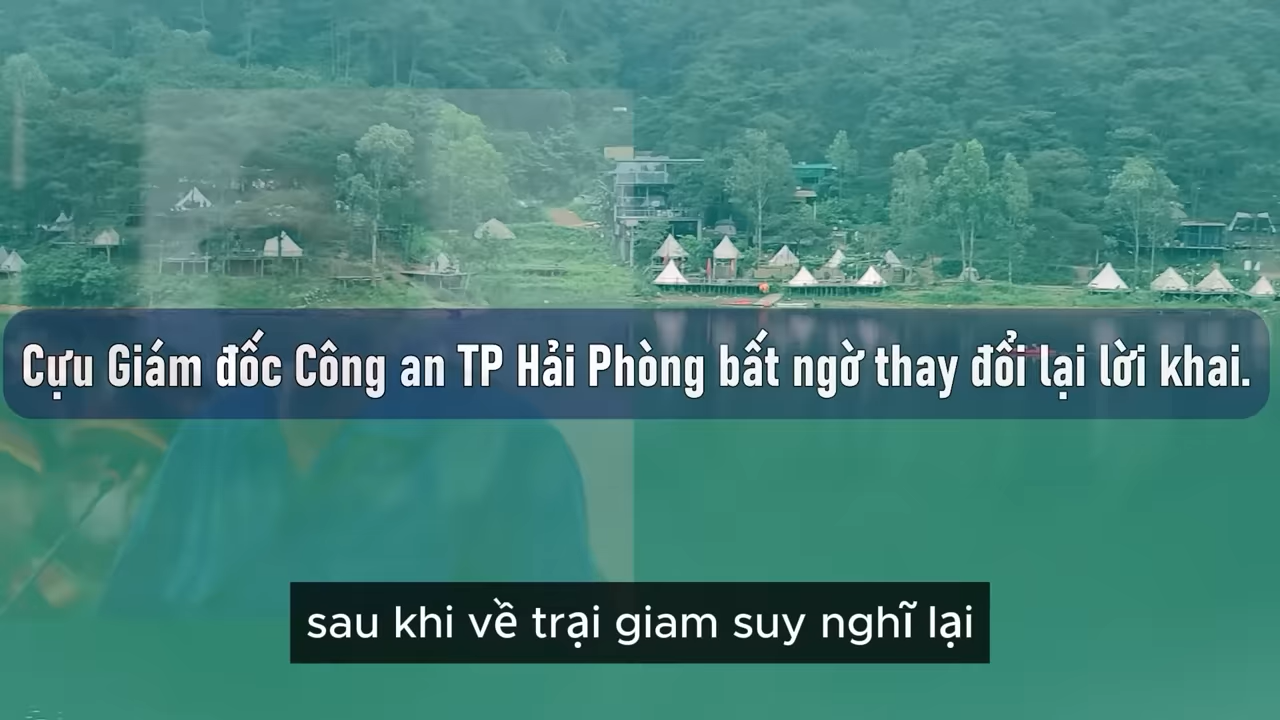 Cựu Giám đốc Công an TP Hải Phòng bất ngờ thay đổi lại lời khai.
sau khi về trại giam suy nghĩ lại